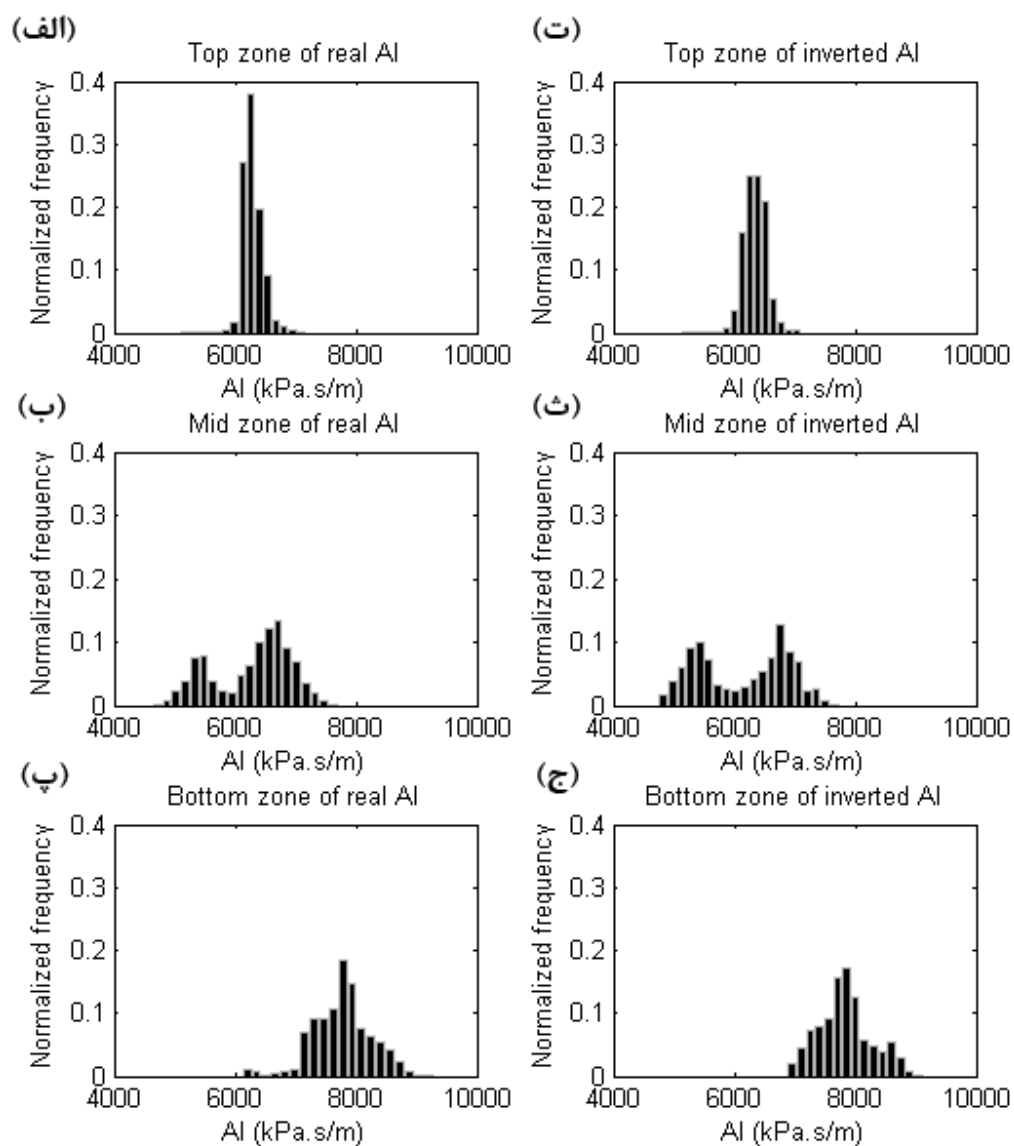 (الف)
Top zone of real AI
Normalized frequency
0.4
0.3
0.2
0.1
0
4000 6000 8000 10000
AI (kPa.s/m)
(ت)
Top zone of inverted AI
Normalized frequency
0.4
0.3
0.2
0.1
0
4000 6000 8000 10000
AI (kPa.s/m)
(ب)
Mid zone of real AI
Normalized frequency
0.4
0.3
0.2
0.1
0
4000 6000 8000 10000
AI (kPa.s/m)
(ث)
Mid zone of inverted AI
Normalized frequency
0.4
0.3
0.2
0.1
0
4000 6000 8000 10000
AI (kPa.s/m)
(پ)
Bottom zone of real AI
Normalized frequency
0.4
0.3
0.2
0.1
0
4000 6000 8000 10000
AI (kPa.s/m)
(ج)
Bottom zone of inverted AI
Normalized frequency
0.4
0.3
0.2
0.1
0
4000 6000 8000 10000
AI (kPa.s/m)